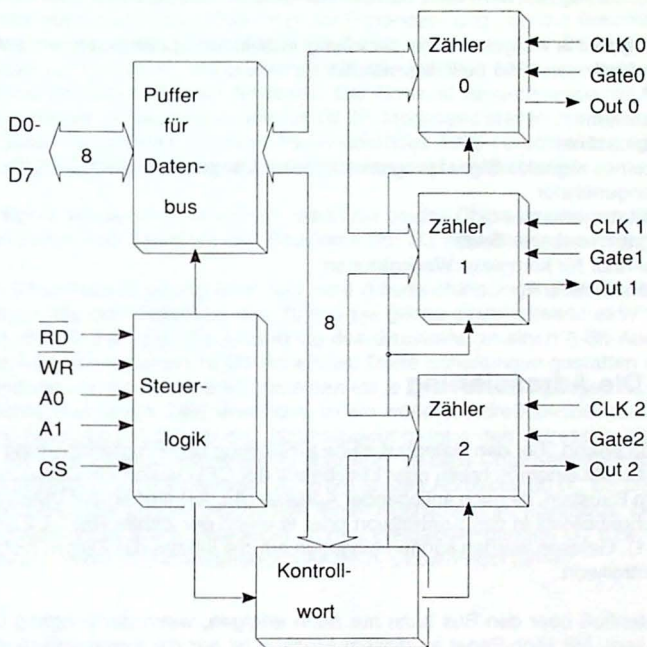 Puffer
für
Daten-
bus
D0-
D7
8
Zähler
0
CLK 0
Gate0
Out 0
Zähler
1
CLK 1
Gate1
Out 1
8
RD
W̅R̅
A0
A1
CS
Steuer-
logik
Zähler
2
CLK 2
Gate2
Out 2
Kontroll-
wort